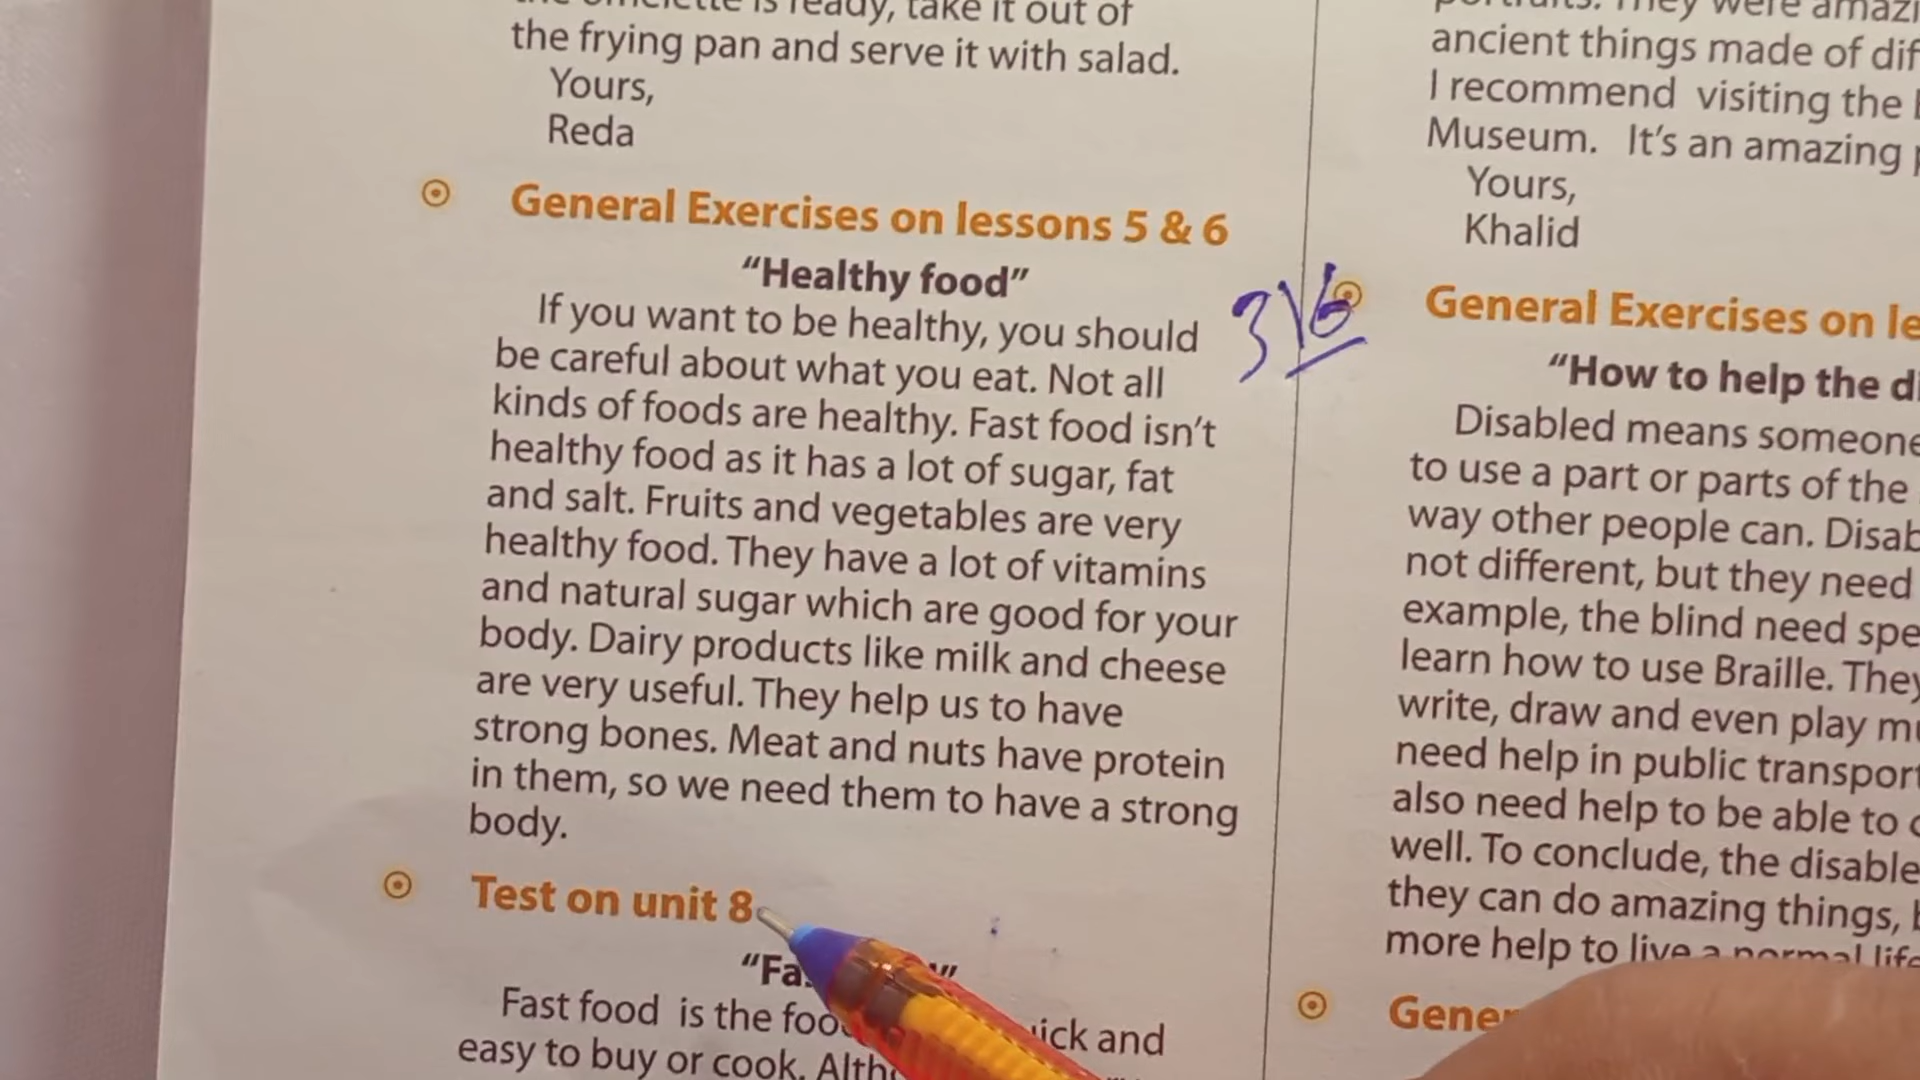 is ready, take it out of
the frying pan and serve it with salad.
Yours,
Reda
General Exercises on lessons 5 & 6
“Healthy food”
If you want to be healthy, you should
be careful about what you eat. Not all
kinds of foods are healthy. Fast food isn’t
healthy food as it has a lot of sugar, fat
and salt. Fruits and vegetables are very
healthy food. They have a lot of vitamins
and natural sugar which are good for your
body. Dairy products like milk and cheese
are very useful. They help us to have
strong bones. Meat and nuts have protein
in them, so we need them to have a strong
body.
Test on unit 8
Fast food is the and
easy to buy or cook.
They were
ancient things made of
I recommend visiting the
Museum. It’s an amazing
Yours,
Khalid
General Exercises on
“How to help the
Disabled means someone
to use a part or parts of the
way other people can.
not different, but they need
example, the blind need
learn how to use Braille. They
write, draw and even play
need help in public
also need help to be able to
well. To conclude, the
they can do amazing things,
more help to live a normal